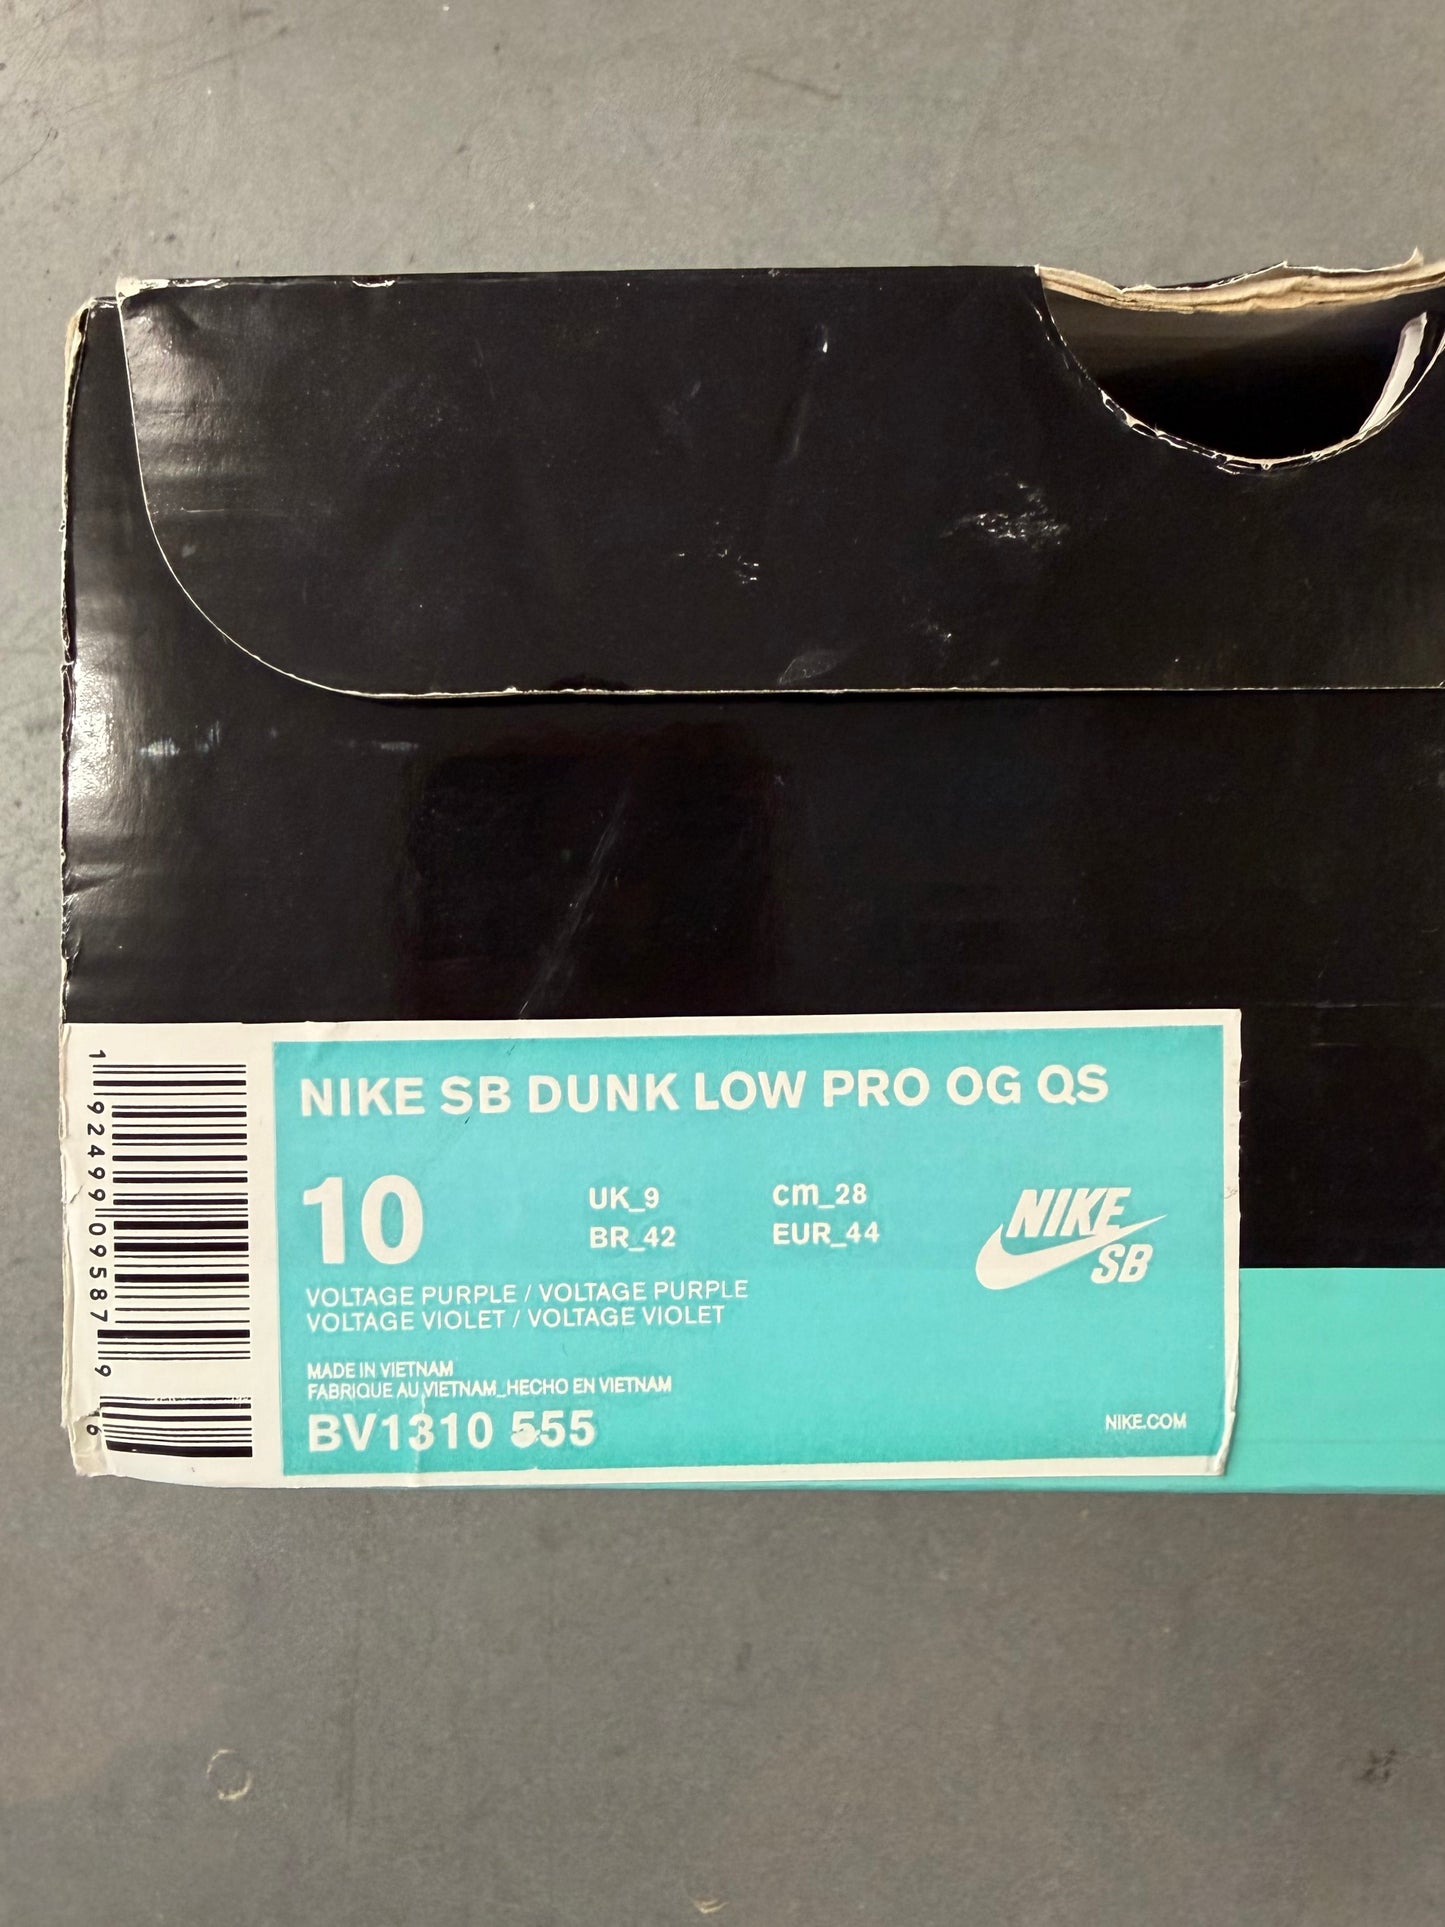 NIKE SB DUNK LOW PRO OG QS
10
UK_9
cm_28
BR_42
EUR_44
NIKE
SB
VOLTAGE PURPLE / VOLTAGE PURPLE
VOLTAGE VIOLET / VOLTAGE VIOLET
MADE IN VIETNAM
FABRIQUE AU VIETNAM_HECHO EN VIETNAM
BV1310 555
NIKE.COM
1 92499 09587 9 6